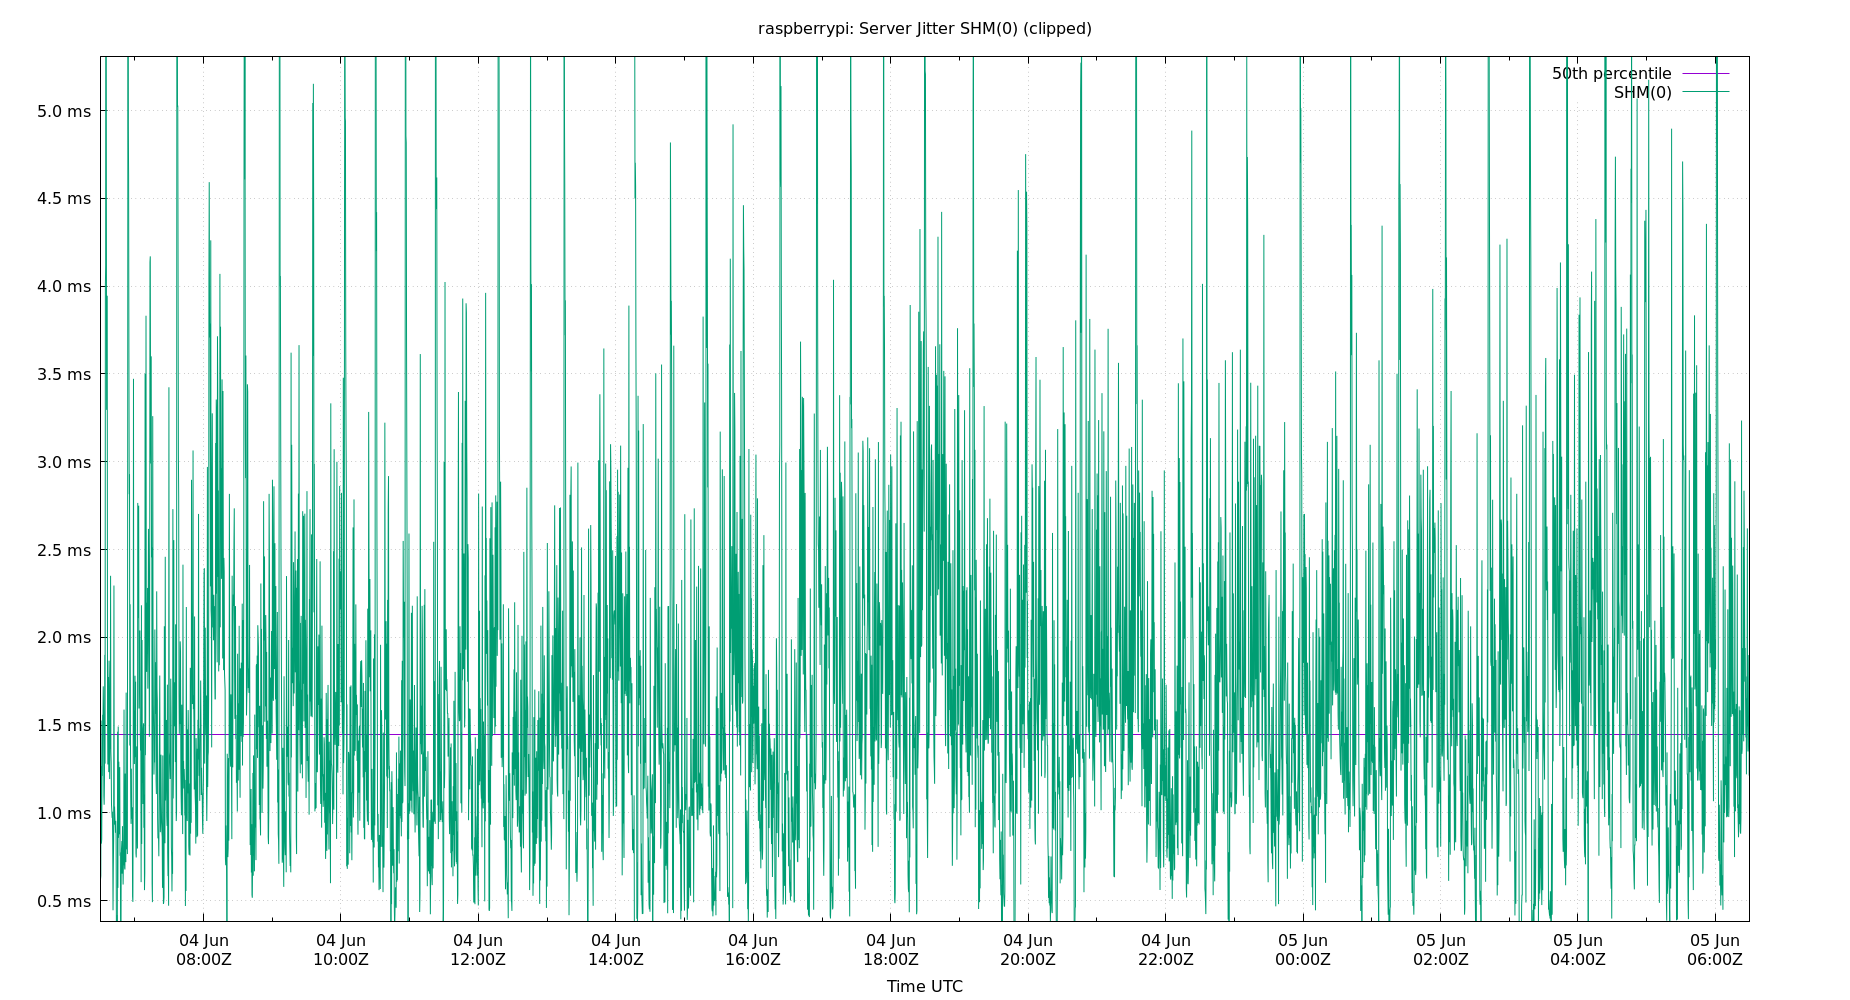 raspberrypi: Server Jitter SHM(0) (clipped)
50th percentile
SHM(0)
5.0 ms
4.5 ms
4.0 ms
3.5 ms
3.0 ms
2.5 ms
2.0 ms
1.5 ms
1.0 ms
0.5 ms
04 Jun 04 Jun 04 Jun 04 Jun 04 Jun 04 Jun 04 Jun 04 Jun 05 Jun 05 Jun 05 Jun 05 Jun
08:00Z 10:00Z 12:00Z 14:00Z 16:00Z 18:00Z 20:00Z 22:00Z 00:00Z 02:00Z 04:00Z 06:00Z
Time UTC